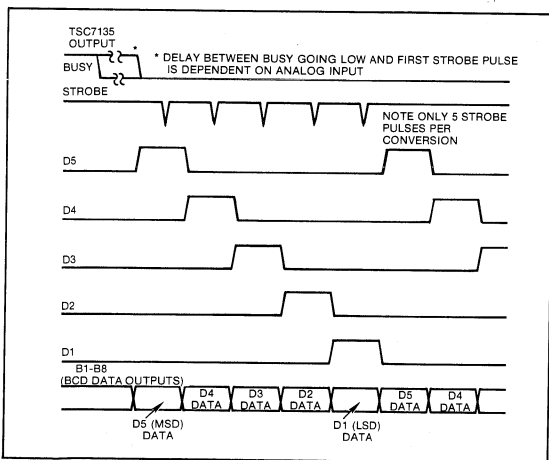 TSC7135
OUTPUT
*
* DELAY BETWEEN BUSY GOING LOW AND FIRST STROBE PULSE
IS DEPENDENT ON ANALOG INPUT
BUSY
STROBE
NOTE ONLY 5 STROBE
PULSES PER
CONVERSION
D5
D4
D3
D2
D1
B1-B8
(BCD DATA OUTPUTS)
D4 DATA
D3 DATA
D2 DATA
D5 DATA
D4 DATA
D5 (MSD)
DATA
D1 (LSD)
DATA